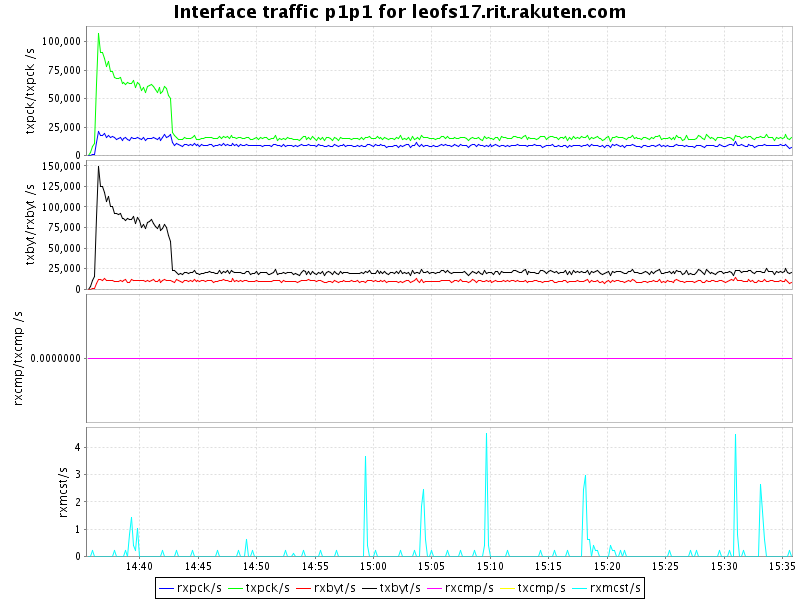 Interface traffic p1p1 for leofs17.rit.rakuten.com
txpck/txpck /s
100,000
75,000
50,000
25,000
0
txbyt/rxbyt /s
150,000
125,000
100,000
75,000
50,000
25,000
0
rxcmp/txcmp /s
0.0000000
rxmcst/s
4
3
2
1
0
14:40 14:45 14:50 14:55 15:00 15:05 15:10 15:15 15:20 15:25 15:30 15:35
rxpck/s txpck/s rxbyt/s txbyt/s rxcmp/s txcmp/s rxmcst/s